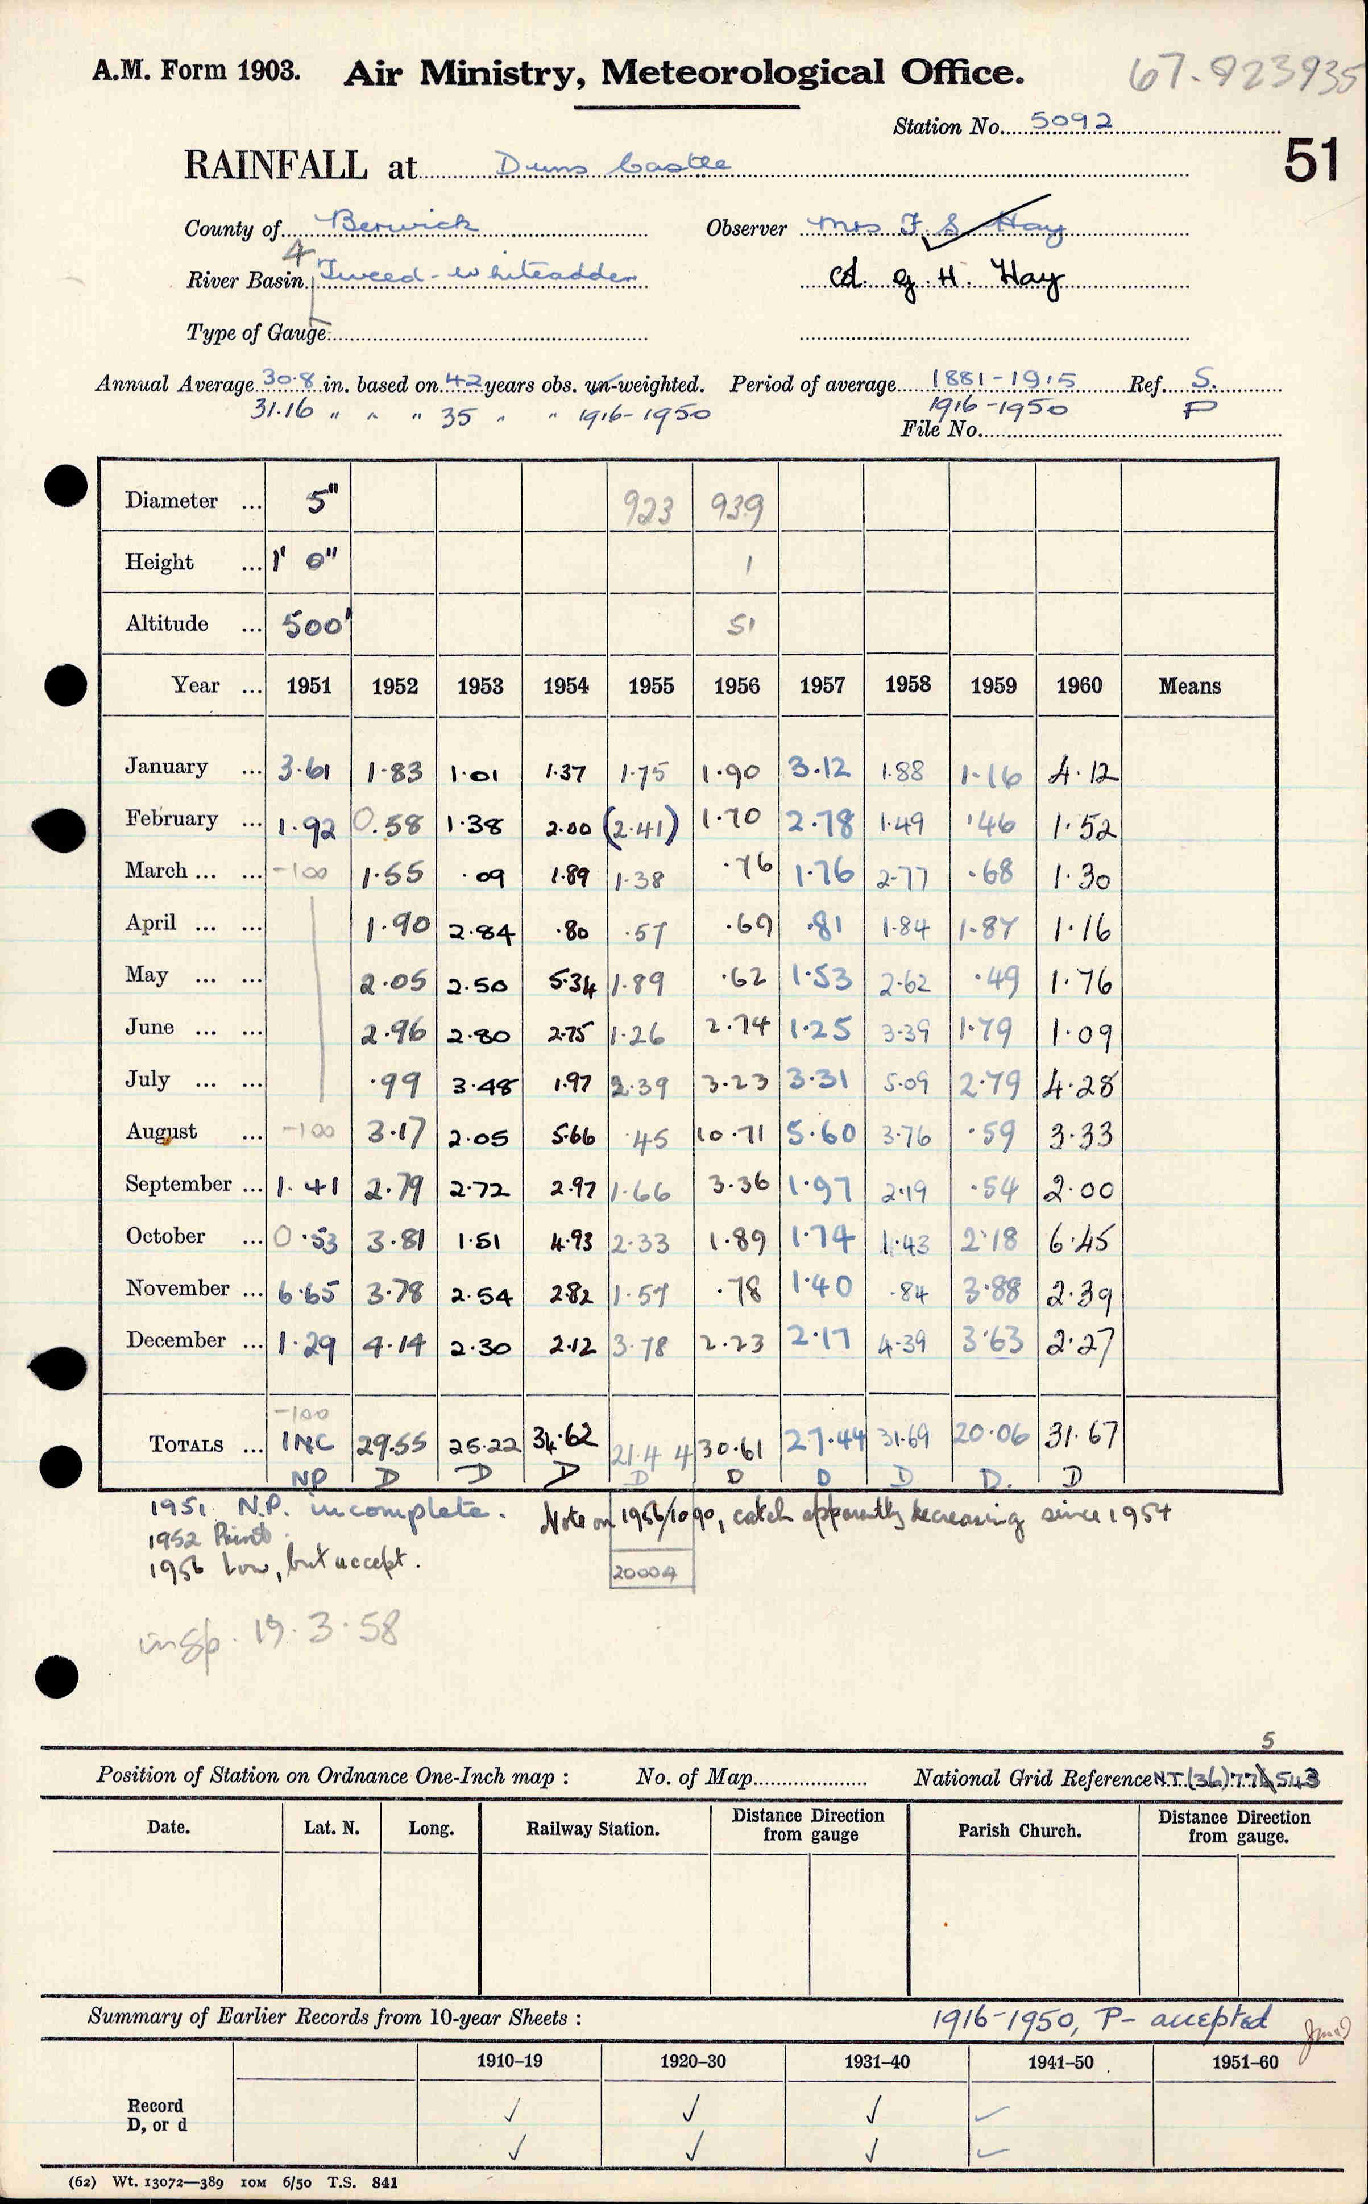 A.M. Form 1903. Air Ministry, Meteorological Office. 67.923935
Station No. 5092
51
RAINFALL at Duns Castle
County of Berwick Observer Mrs F. S. Hay
River Basin 4 Tweed-Whiteadder Col. G. H. Hay
Type of Gauge
Annual Average 30.8 in. based on 42 years obs. un-weighted. Period of average 1881-1915 Ref. S.
31.16 " " " 35 " " 1916-1950 1916-1950 P
File No.
Diameter ... 5" 923 939
Height ... 1' 0" 1
Altitude ... 500' 51
Year ... 1951 1952 1953 1954 1955 1956 1957 1958 1959 1960 Means
January ... 3.61 1.83 1.01 1.37 1.75 1.90 3.12 1.88 1.16 4.12
February ... 1.92 0.58 1.38 2.00 (2.41) 1.70 2.78 1.49 .46 1.52
March ... ... -100 1.55 .09 1.89 1.38 .76 1.76 2.77 .68 1.30
April ... ... 1.90 2.84 .80 .57 .69 .81 1.84 1.87 1.16
May ... ... 2.05 2.50 5.34 1.89 .62 1.53 2.62 .49 1.76
June ... ... 2.96 2.80 2.75 1.26 2.74 1.25 3.39 1.79 1.09
July ... ... .99 3.48 1.97 2.39 3.23 3.31 5.09 2.79 4.28
August ... -100 3.17 2.05 5.66 .45 10.71 5.60 3.76 .59 3.33
September ... 1.41 2.79 2.72 2.97 1.66 3.36 1.97 2.19 .54 2.00
October ... 0.53 3.81 1.51 4.93 2.33 1.89 1.74 1.43 2.18 6.45
November ... 6.65 3.78 2.54 2.82 1.57 .78 1.40 .84 3.88 2.39
December ... 1.29 4.14 2.30 2.12 3.78 2.23 2.17 4.39 3.63 2.27
-100
TOTALS ... INC 29.55 25.22 34.62 21.44 30.61 27.44 31.69 20.06 31.67
NP D D D D D D D D. D
1951. N.P. incomplete. Note on 1956/1090, catch apparently decreasing since 1954
1952 Printed
1956 Low, but accept. 20004
insp. 19.3.58
5
Position of Station on Ordnance One-Inch map : No. of Map National Grid Reference N.T.(36) 776 543
Date. Lat. N. Long. Railway Station. Distance Direction from gauge Parish Church. Distance Direction from gauge.
Summary of Earlier Records from 10-year Sheets : 1916-1950, P- accepted
1910–19 1920–30 1931–40 1941–50 1951–60
Record ✓ ✓ ✓ ✓
D, or d ✓ ✓ ✓ ✓
(62) Wt. 13072—389 10M 6/50 T.S. 841